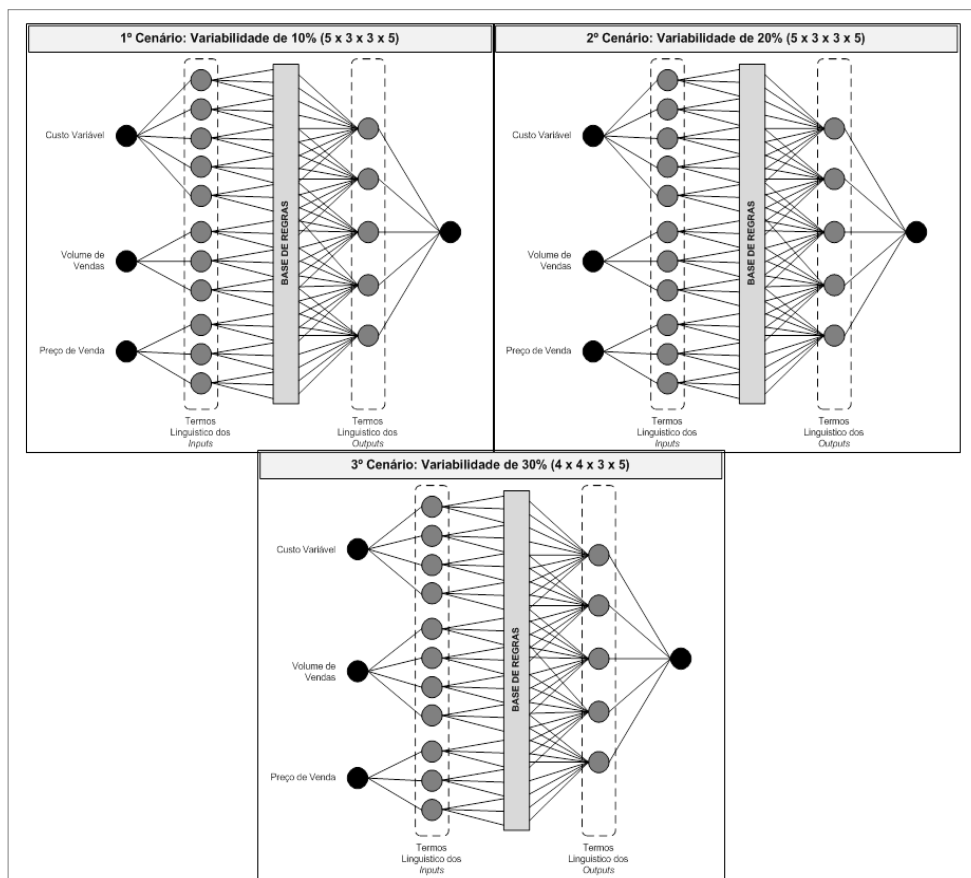 1º Cenário: Variabilidade de 10% (5 x 3 x 3 x 5)
Custo Variável
Volume de
Vendas
Preço de Venda
BASE DE REGRAS
Termos
Linguistico dos
Inputs
Termos
Linguistico dos
Outputs
2º Cenário: Variabilidade de 20% (5 x 3 x 3 x 5)
Custo Variável
Volume de
Vendas
Preço de Venda
BASE DE REGRAS
Termos
Linguistico dos
Inputs
Termos
Linguistico dos
Outputs
3º Cenário: Variabilidade de 30% (4 x 4 x 3 x 5)
Custo Variável
Volume de
Vendas
Preço de Venda
BASE DE REGRAS
Termos
Linguistico dos
Inputs
Termos
Linguistico dos
Outputs